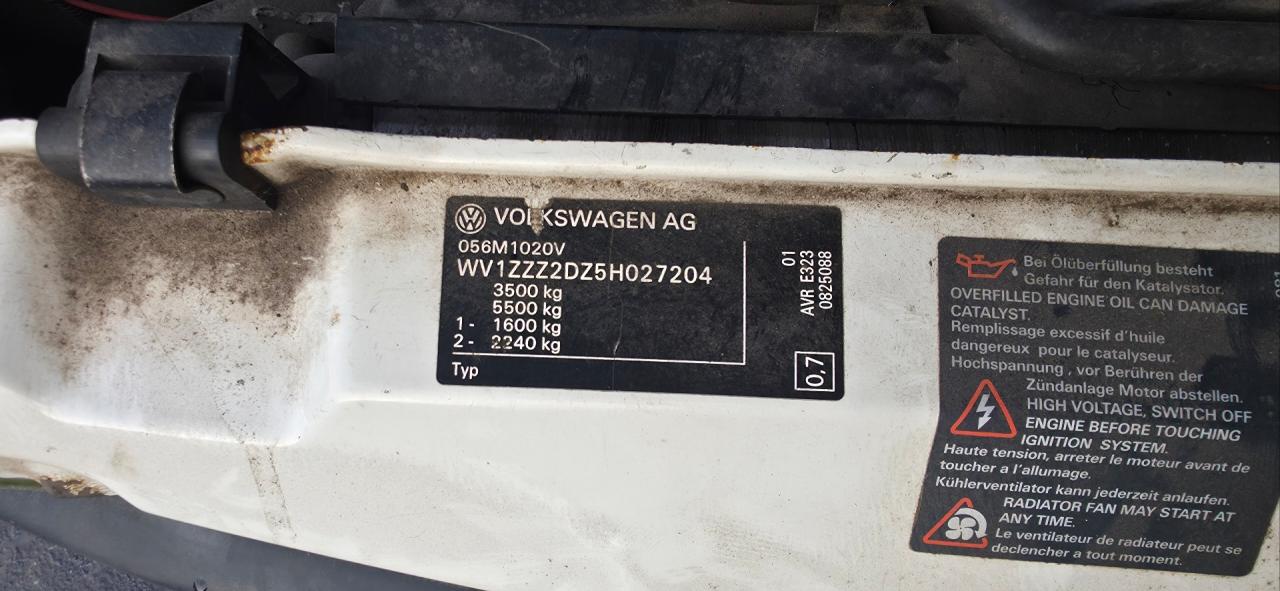 VOLKSWAGEN AG
056M1020V
WV1ZZZ2DZ5H027204
3500 kg
5500 kg
1- 1600 kg
2- 2240 kg
Typ
01
AVR E323
0825088
0,7
Bei Ölüberfüllung besteht
Gefahr für den Katalysator.
OVERFILLED ENGINE OIL CAN DAMAGE
CATALYST.
Remplissage excessif d'huile
dangereux pour le catalyseur.
Hochspannung , vor Berühren der
Zündanlage Motor abstellen.
HIGH VOLTAGE, SWITCH OFF
ENGINE BEFORE TOUCHING
IGNITION SYSTEM.
Haute tension, arreter le moteur avant de
toucher a l'allumage.
Kühlerventilator kann jederzeit anlaufen.
RADIATOR FAN MAY START AT
ANY TIME.
Le ventilateur de radiateur peut se
declencher a tout moment.